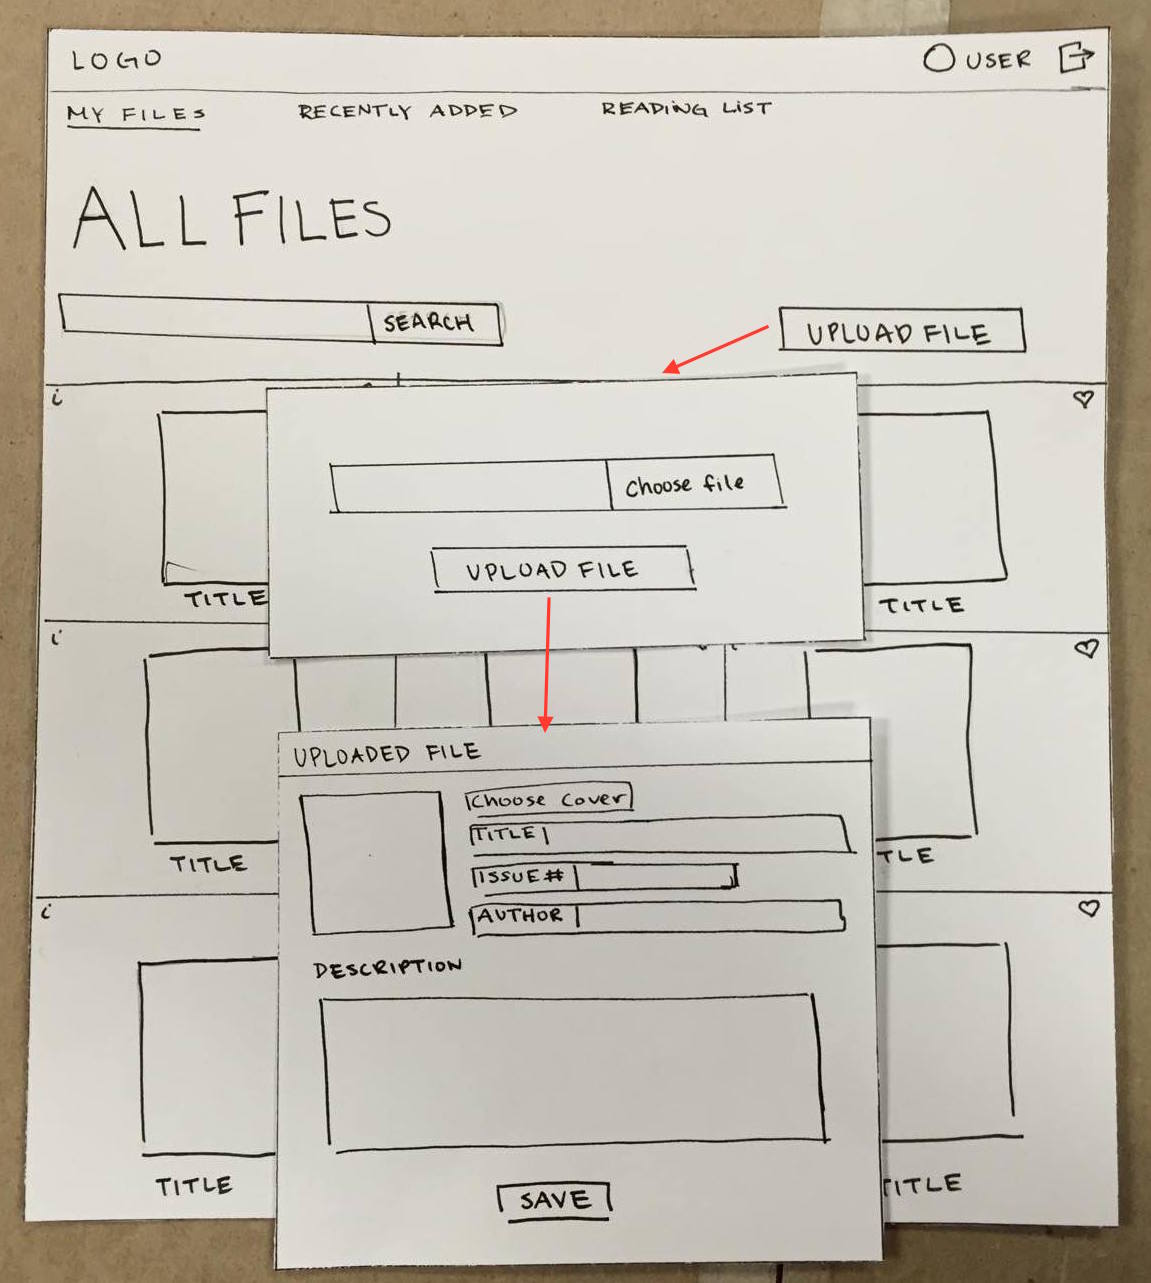 LOGO
USER
MY FILES
RECENTLY ADDED
READING LIST
ALL FILES
SEARCH
UPLOAD FILE
i
Choose file
UPLOAD FILE
TITLE
TITLE
i
UPLOADED FILE
Choose Cover
TITLE
ISSUE#
AUTHOR
TITLE
TLE
i
DESCRIPTION
SAVE
TITLE
TITLE